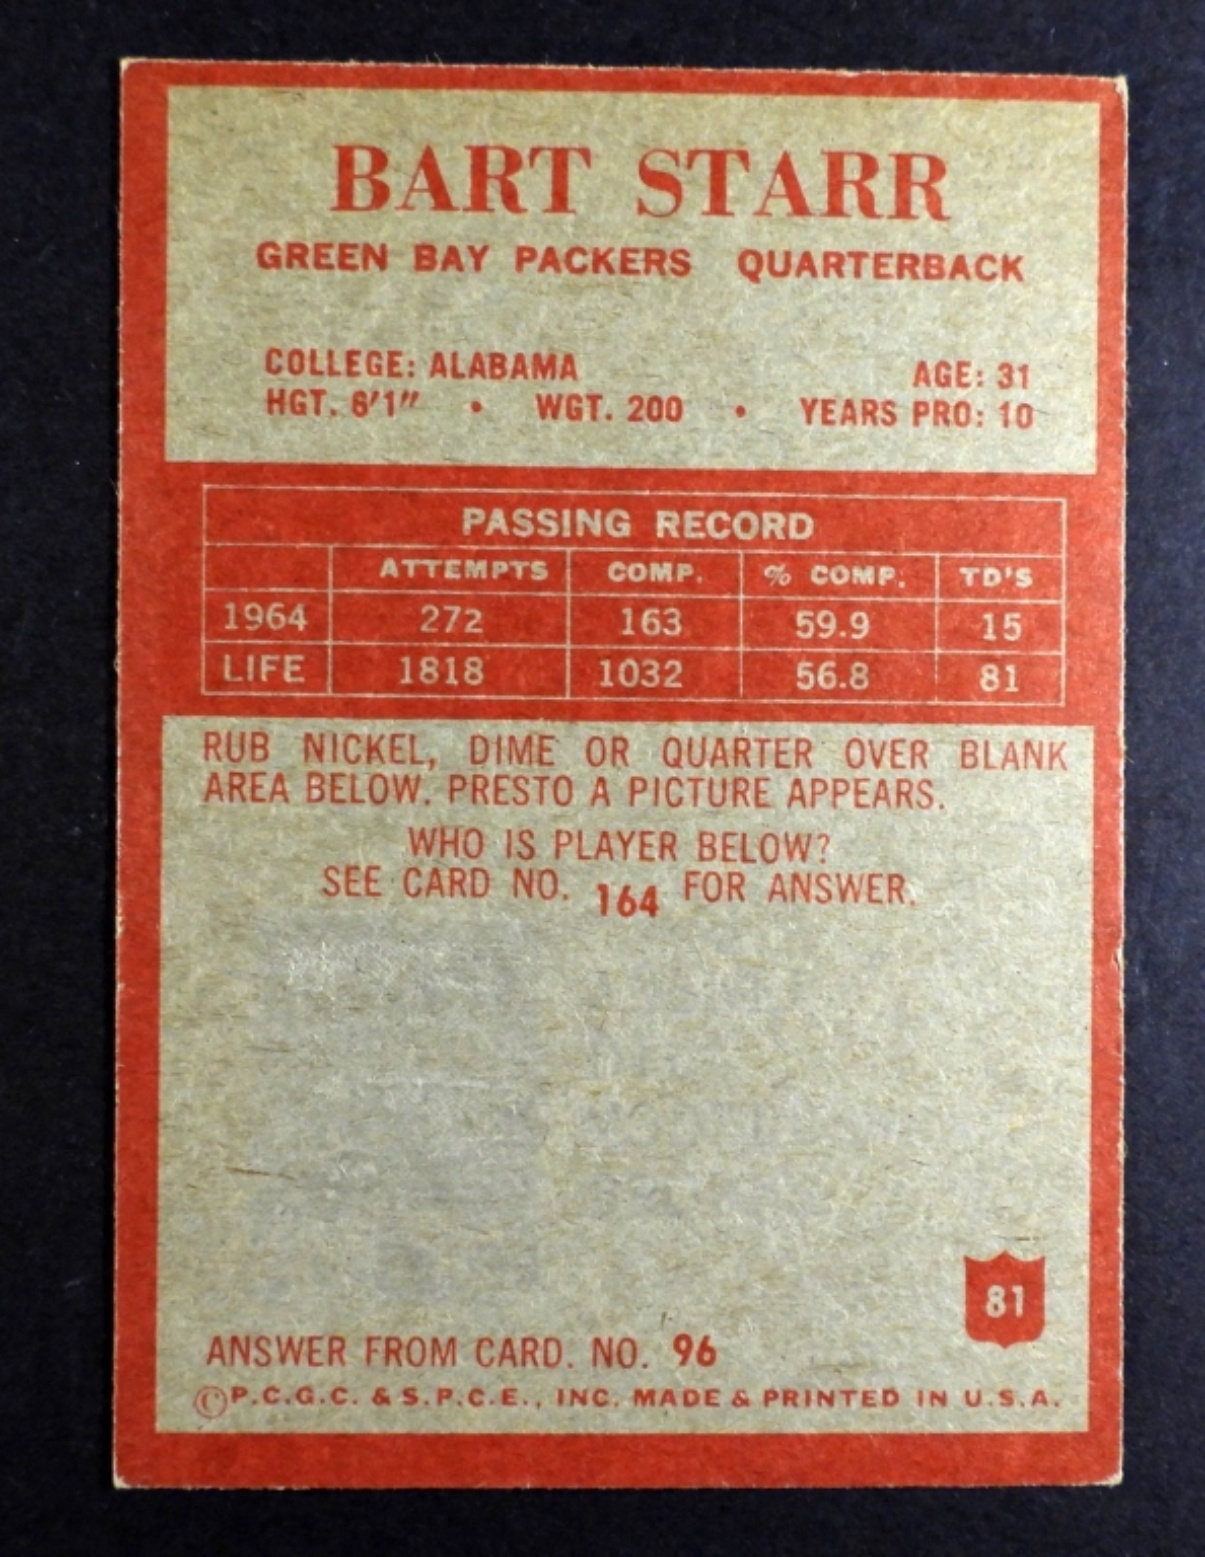 BART STARR
GREEN BAY PACKERS QUARTERBACK
COLLEGE: ALABAMA AGE: 31
HGT. 6'1" • WGT. 200 • YEARS PRO: 10
PASSING RECORD
ATTEMPTS COMP. % COMP. TD'S
1964 272 163 59.9 15
LIFE 1818 1032 56.8 81
RUB NICKEL, DIME OR QUARTER OVER BLANK
AREA BELOW. PRESTO A PICTURE APPEARS.
WHO IS PLAYER BELOW?
SEE CARD NO. 164 FOR ANSWER.
81
ANSWER FROM CARD. NO. 96
©P.C.G.C. & S.P.C.E., INC. MADE & PRINTED IN U.S.A.